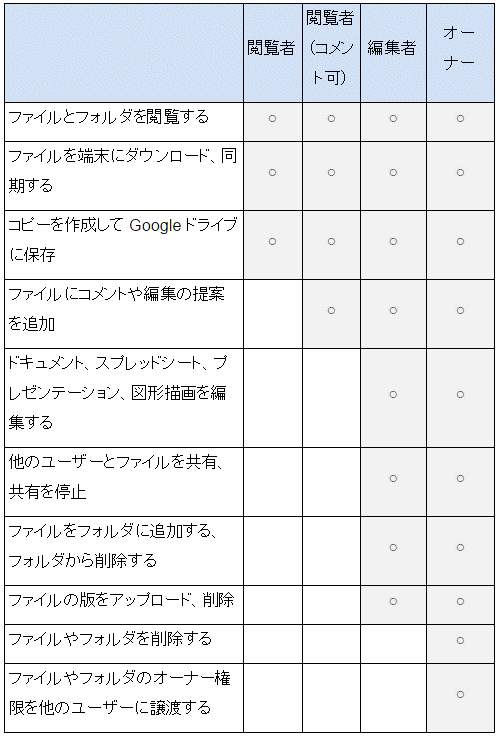 閲覧者
閲覧者
(コメン
ト可)
編集者
オー
ナー
ファイルとフォルダを閲覧する ○ ○ ○ ○
ファイルを端末にダウンロード、同
期する ○ ○ ○ ○
コピーを作成して Googleドライブ
に保存 ○ ○ ○ ○
ファイルにコメントや編集の提案
を追加 ○ ○ ○
ドキュメント、スプレッドシート、プ
レゼンテーション、図形描画を編
集する ○ ○
他のユーザーとファイルを共有、
共有を停止 ○ ○
ファイルをフォルダに追加する、
フォルダから削除する ○ ○
ファイルの版をアップロード、削除 ○ ○
ファイルやフォルダを削除する ○
ファイルやフォルダのオーナー権
限を他のユーザーに譲渡する ○